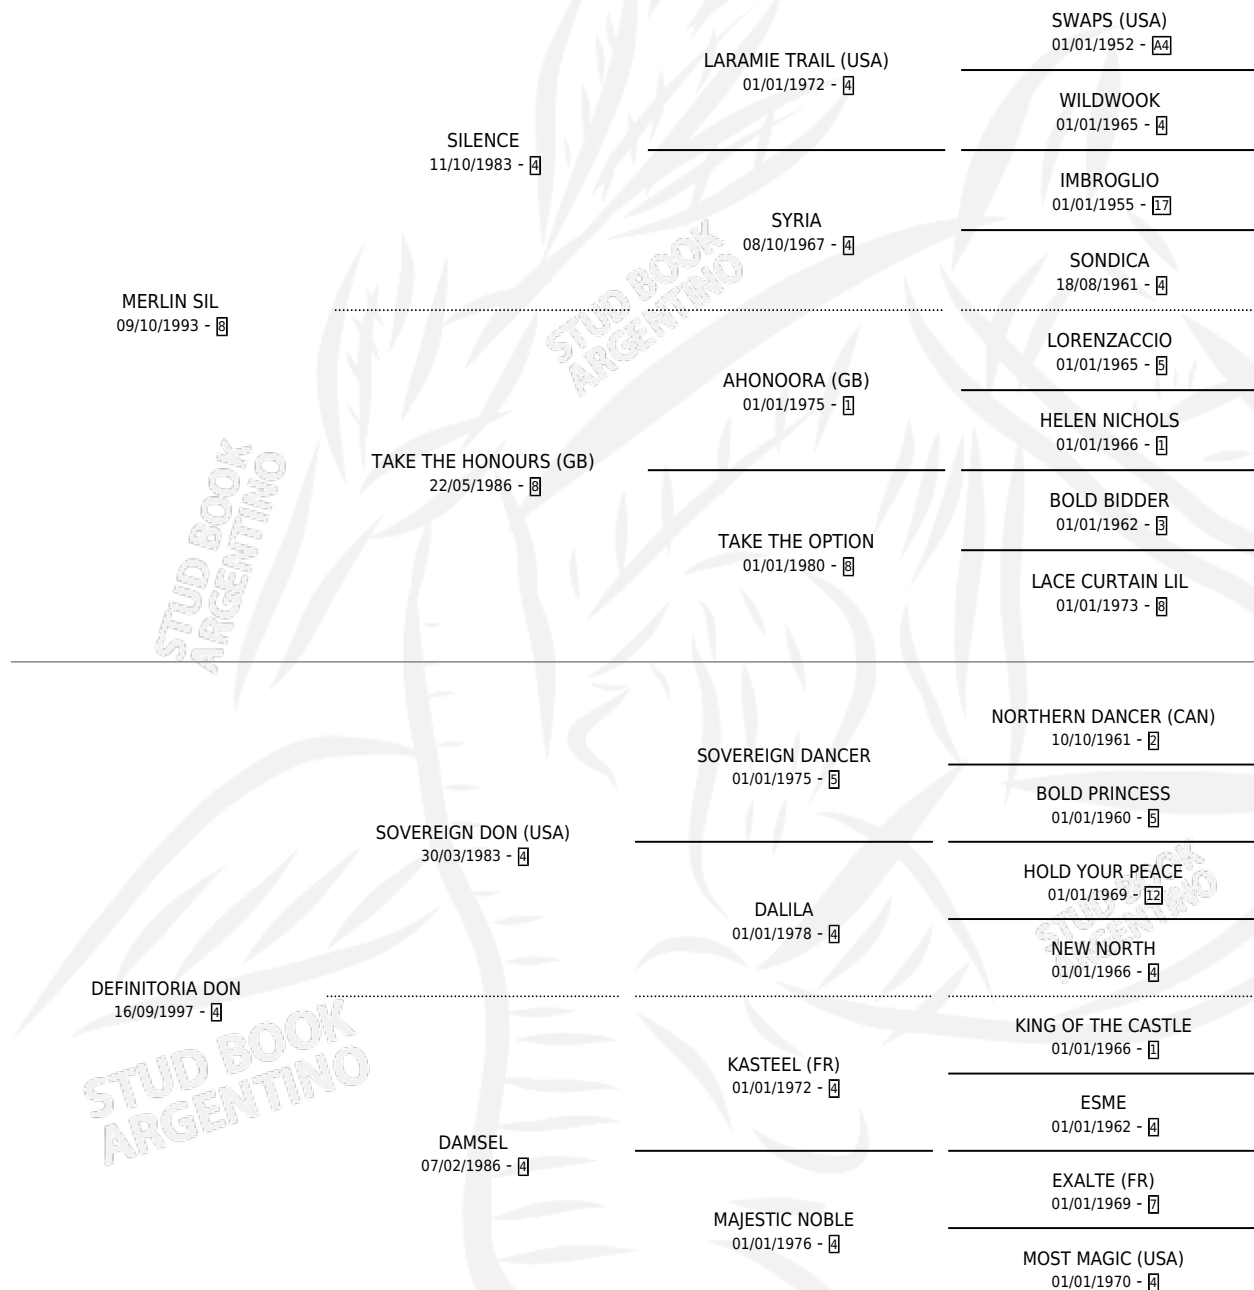 SWAPS (USA)
01/01/1952 - A4
LARAMIE TRAIL (USA)
01/01/1972 - 4
WILDWOOK
01/01/1965 - 4
SILENCE
11/10/1983 - 4
IMBROGLIO
01/01/1955 - 17
SYRIA
08/10/1967 - 4
SONDICA
18/08/1961 - 4
MERLIN SIL
09/10/1993 - 8
LORENZACCIO
01/01/1965 - 5
AHONOORA (GB)
01/01/1975 - 1
HELEN NICHOLS
01/01/1966 - 1
TAKE THE HONOURS (GB)
22/05/1986 - 8
BOLD BIDDER
01/01/1962 - 3
TAKE THE OPTION
01/01/1980 - 8
LACE CURTAIN LIL
01/01/1973 - 8
NORTHERN DANCER (CAN)
10/10/1961 - 2
SOVEREIGN DANCER
01/01/1975 - 5
BOLD PRINCESS
01/01/1960 - 5
SOVEREIGN DON (USA)
30/03/1983 - 4
HOLD YOUR PEACE
01/01/1969 - 12
DALILA
01/01/1978 - 4
NEW NORTH
01/01/1966 - 4
DEFINITORIA DON
16/09/1997 - 4
KING OF THE CASTLE
01/01/1966 - 1
KASTEEL (FR)
01/01/1972 - 4
ESME
01/01/1962 - 4
DAMSEL
07/02/1986 - 4
EXALTE (FR)
01/01/1969 - 7
MAJESTIC NOBLE
01/01/1976 - 4
MOST MAGIC (USA)
01/01/1970 - 4
STUD BOOK
ARGENTINO
STUD BOOK
ARGENTINO
STUD BOOK
ARGENTINO
STUD BOOK
ARGENTINO